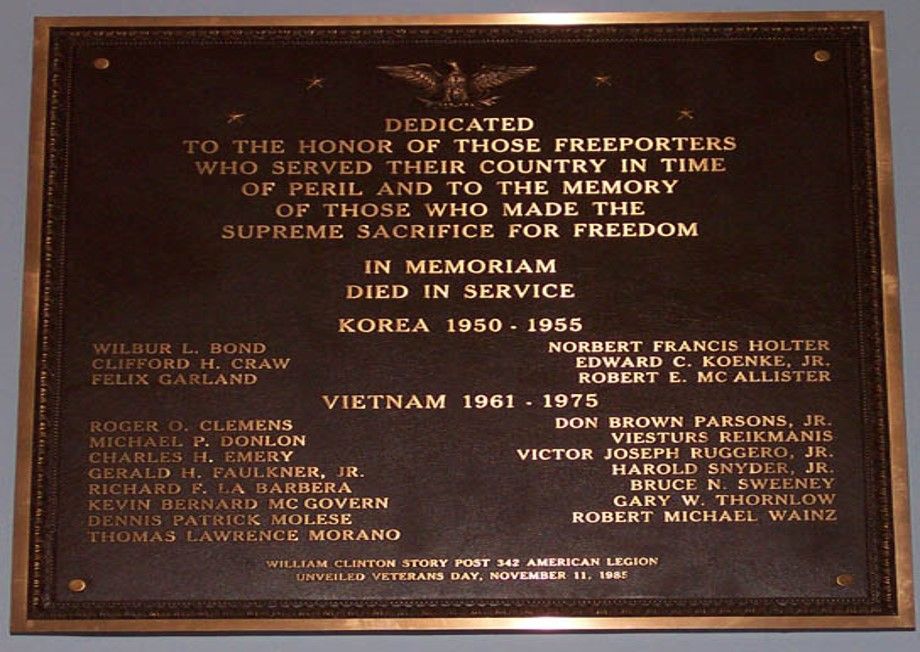 DEDICATED
TO THE HONOR OF THOSE FREEPORTERS
WHO SERVED THEIR COUNTRY IN TIME
OF PERIL AND TO THE MEMORY
OF THOSE WHO MADE THE
SUPREME SACRIFICE FOR FREEDOM
IN MEMORIAM
DIED IN SERVICE
KOREA 1950 - 1955
WILBUR L. BOND
CLIFFORD H. CRAW
FELIX GARLAND
NORBERT FRANCIS HOLTER
EDWARD C. KOENKE, JR.
ROBERT E. MC ALLISTER
VIETNAM 1961 - 1975
ROGER O. CLEMENS
MICHAEL P. DONLON
CHARLES H. EMERY
GERALD H. FAULKNER, JR.
RICHARD F. LA BARBERA
KEVIN BERNARD MC GOVERN
DENNIS PATRICK MOLESE
THOMAS LAWRENCE MORANO
DON BROWN PARSONS, JR.
VIESTURS REIKMANIS
VICTOR JOSEPH RUGGERO, JR.
HAROLD SNYDER, JR.
BRUCE N. SWEENEY
GARY W. THORNLOW
ROBERT MICHAEL WAINZ
WILLIAM CLINTON STORY POST 342 AMERICAN LEGION
UNVEILED VETERANS DAY, NOVEMBER 11, 1985